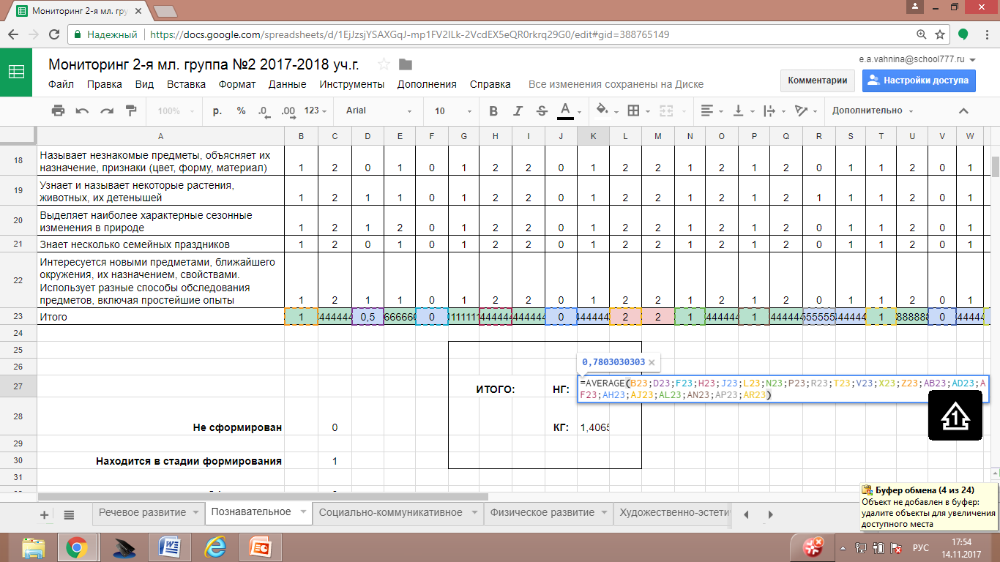 Мониторинг 2-я мл. гру
Надежный
https://docs.google.com/spreadsheets/d/1EjJzsjYSAXGqJ-mp1FV2ILk-2VcdEX5eQR0rkrq29G0/edit#gid=388765149
Мониторинг 2-я мл. группа №2 2017-2018 уч.г.
e.a.vahnina@school777.ru
Файл Правка Вид Вставка Формат Данные Инструменты Дополнения Справка Все изменения сохранены на Диске
Комментарии Настройки доступа
100% р. % .0 .00 123 Arial 10 B I S A Дополнительно
A B C D E F G H I J K L M N O P Q R S T U V W
18 Называет незнакомые предметы, объясняет их
назначение, признаки (цвет, форму, материал) 1 2 0 1 0 1 2 2 0 1 2 2 1 2 1 2 0 1 1 2 0 1
19 Узнает и называет некоторые растения,
животных, их детенышей 1 2 1 1 0 1 2 2 0 1 2 2 1 2 1 2 1 1 1 2 0 1
20 Выделяет наиболее характерные сезонные
изменения в природе 1 2 1 2 0 1 2 2 0 1 2 2 1 2 1 2 0 1 1 2 0 1
21 Знает несколько семейных праздников 1 2 0 1 0 1 2 2 0 1 2 2 1 2 1 2 0 1 1 2 0 1
22 Интересуется новыми предметами, ближайшего
окружения, их назначением, свойствами.
Использует разные способы обследования
предметов, включая простейшие опыты 1 2 1 1 0 1 2 2 0 1 2 2 1 2 1 2 0 1 1 2 0 1
23 Итого 1 444444 0,5 666666 0 111111 444444 444444 0 444444 2 2 1 444444 1 444444 555555 44444 1 888888 0 44444
24
25
26 0,7803030303
27 ИТОГО: НГ: =AVERAGE(B23;D23;F23;H23;J23;L23;N23;P23;R23;T23;V23;X23;Z23;AB23;AD23;A
F23;AH23;AJ23;AL23;AN23;AP23;AR23)
28 Не сформирован 0 КГ: 1,4065
29
30 Находится в стадии формирования 1
31
Речевое развитие Познавательное Социально-коммуникативное Физическое развитие Художественно-эстети
Буфер обмена (4 из 24)
Объект не добавлен в буфер:
удалите объекты для увеличения
доступного места
РУС
17:54
14.11.2017